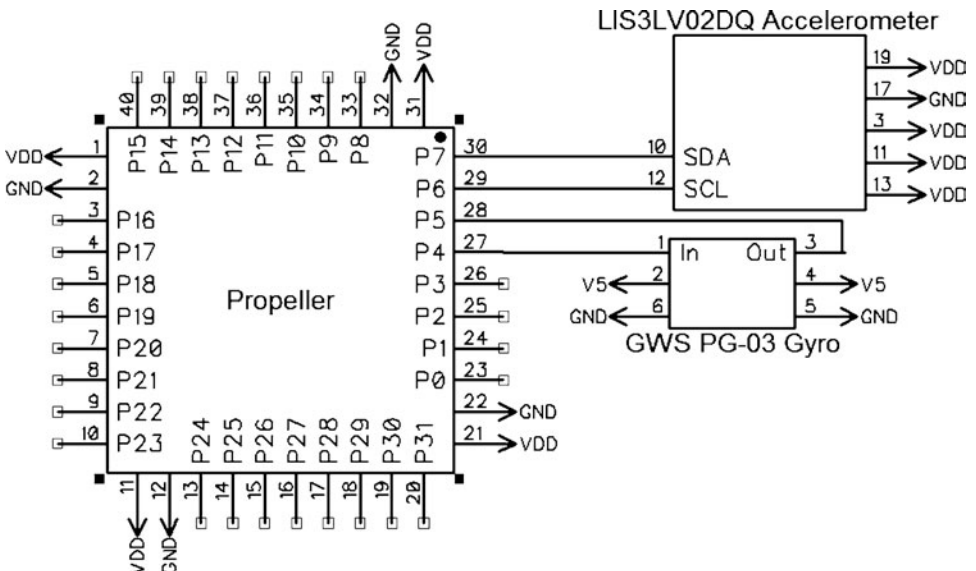 LIS3LV02DQ Accelerometer
GND VDD
40 39 38 37 36 35 34 33 32 31
P15 P14 P13 P12 P11 P10 P9 P8
19 VDD
17 GND
3 VDD
11 VDD
13 VDD
10 SDA
12 SCL
VDD 1
GND 2
3 P16
4 P17
5 P18
6 P19
7 P20
8 P21
9 P22
10 P23
Propeller
P7 30
P6 29
P5 28
P4 27
P3 26
P2 25
P1 24
P0 23
22 GND
21 VDD
1 In Out 3
V5 2 4 V5
GND 6 5 GND
GWS PG-03 Gyro
P24 P25 P26 P27 P28 P29 P30 P31
11 12 13 14 15 16 17 18 19 20
VDD GND